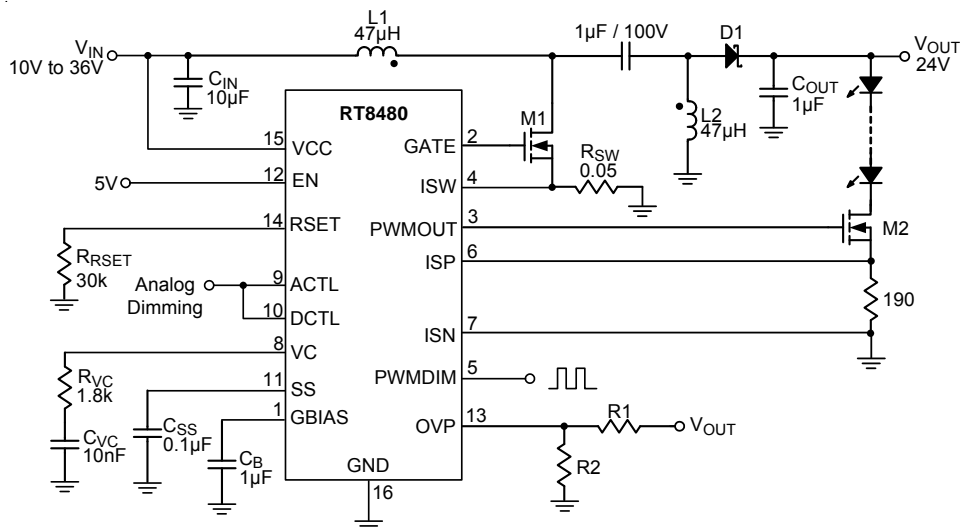 L1
47µH
1µF / 100V
D1
VIN
10V to 36V
VOUT
24V
CIN
10µF
COUT
1µF
RT8480
M1
L2
47µH
15
VCC
GATE
2
RSW
0.05
5V
12
EN
ISW
4
14
RSET
PWMOUT
3
M2
RRSET
30k
ISP
6
Analog
Dimming
9
ACTL
10
DCTL
190
ISN
7
8
VC
RVC
1.8k
PWMDIM
5
11
SS
1
GBIAS
OVP
13
R1
VOUT
CVC
10nF
CSS
0.1µF
CB
1µF
R2
GND
16